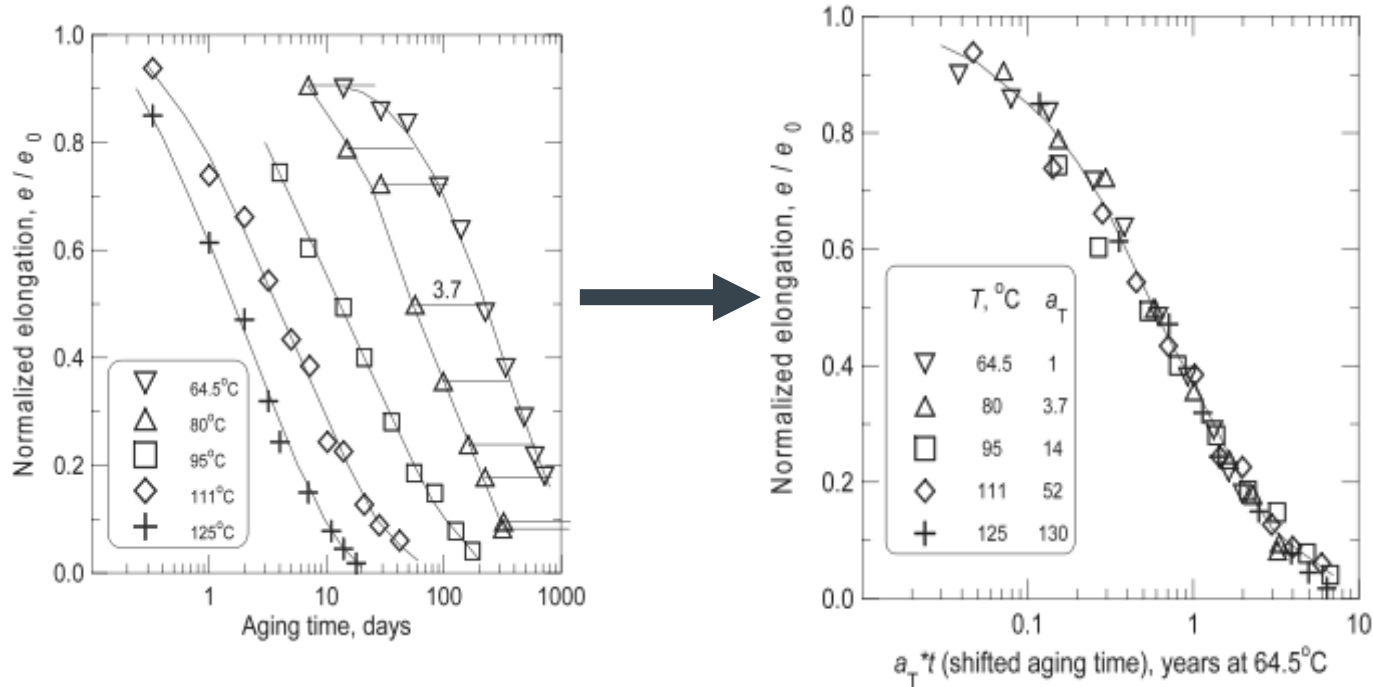 1.0
0.8
0.6
0.4
0.2
0.0
Normalized elongation, e / e0
3.7
64.5°C
80°C
95°C
111°C
125°C
1 10 100 1000
Aging time, days
1.0
0.8
0.6
0.4
0.2
0.0
Normalized elongation, e / e0
T, °C aT
64.5 1
80 3.7
95 14
111 52
125 130
0.1 1 10
aT*t (shifted aging time), years at 64.5°C